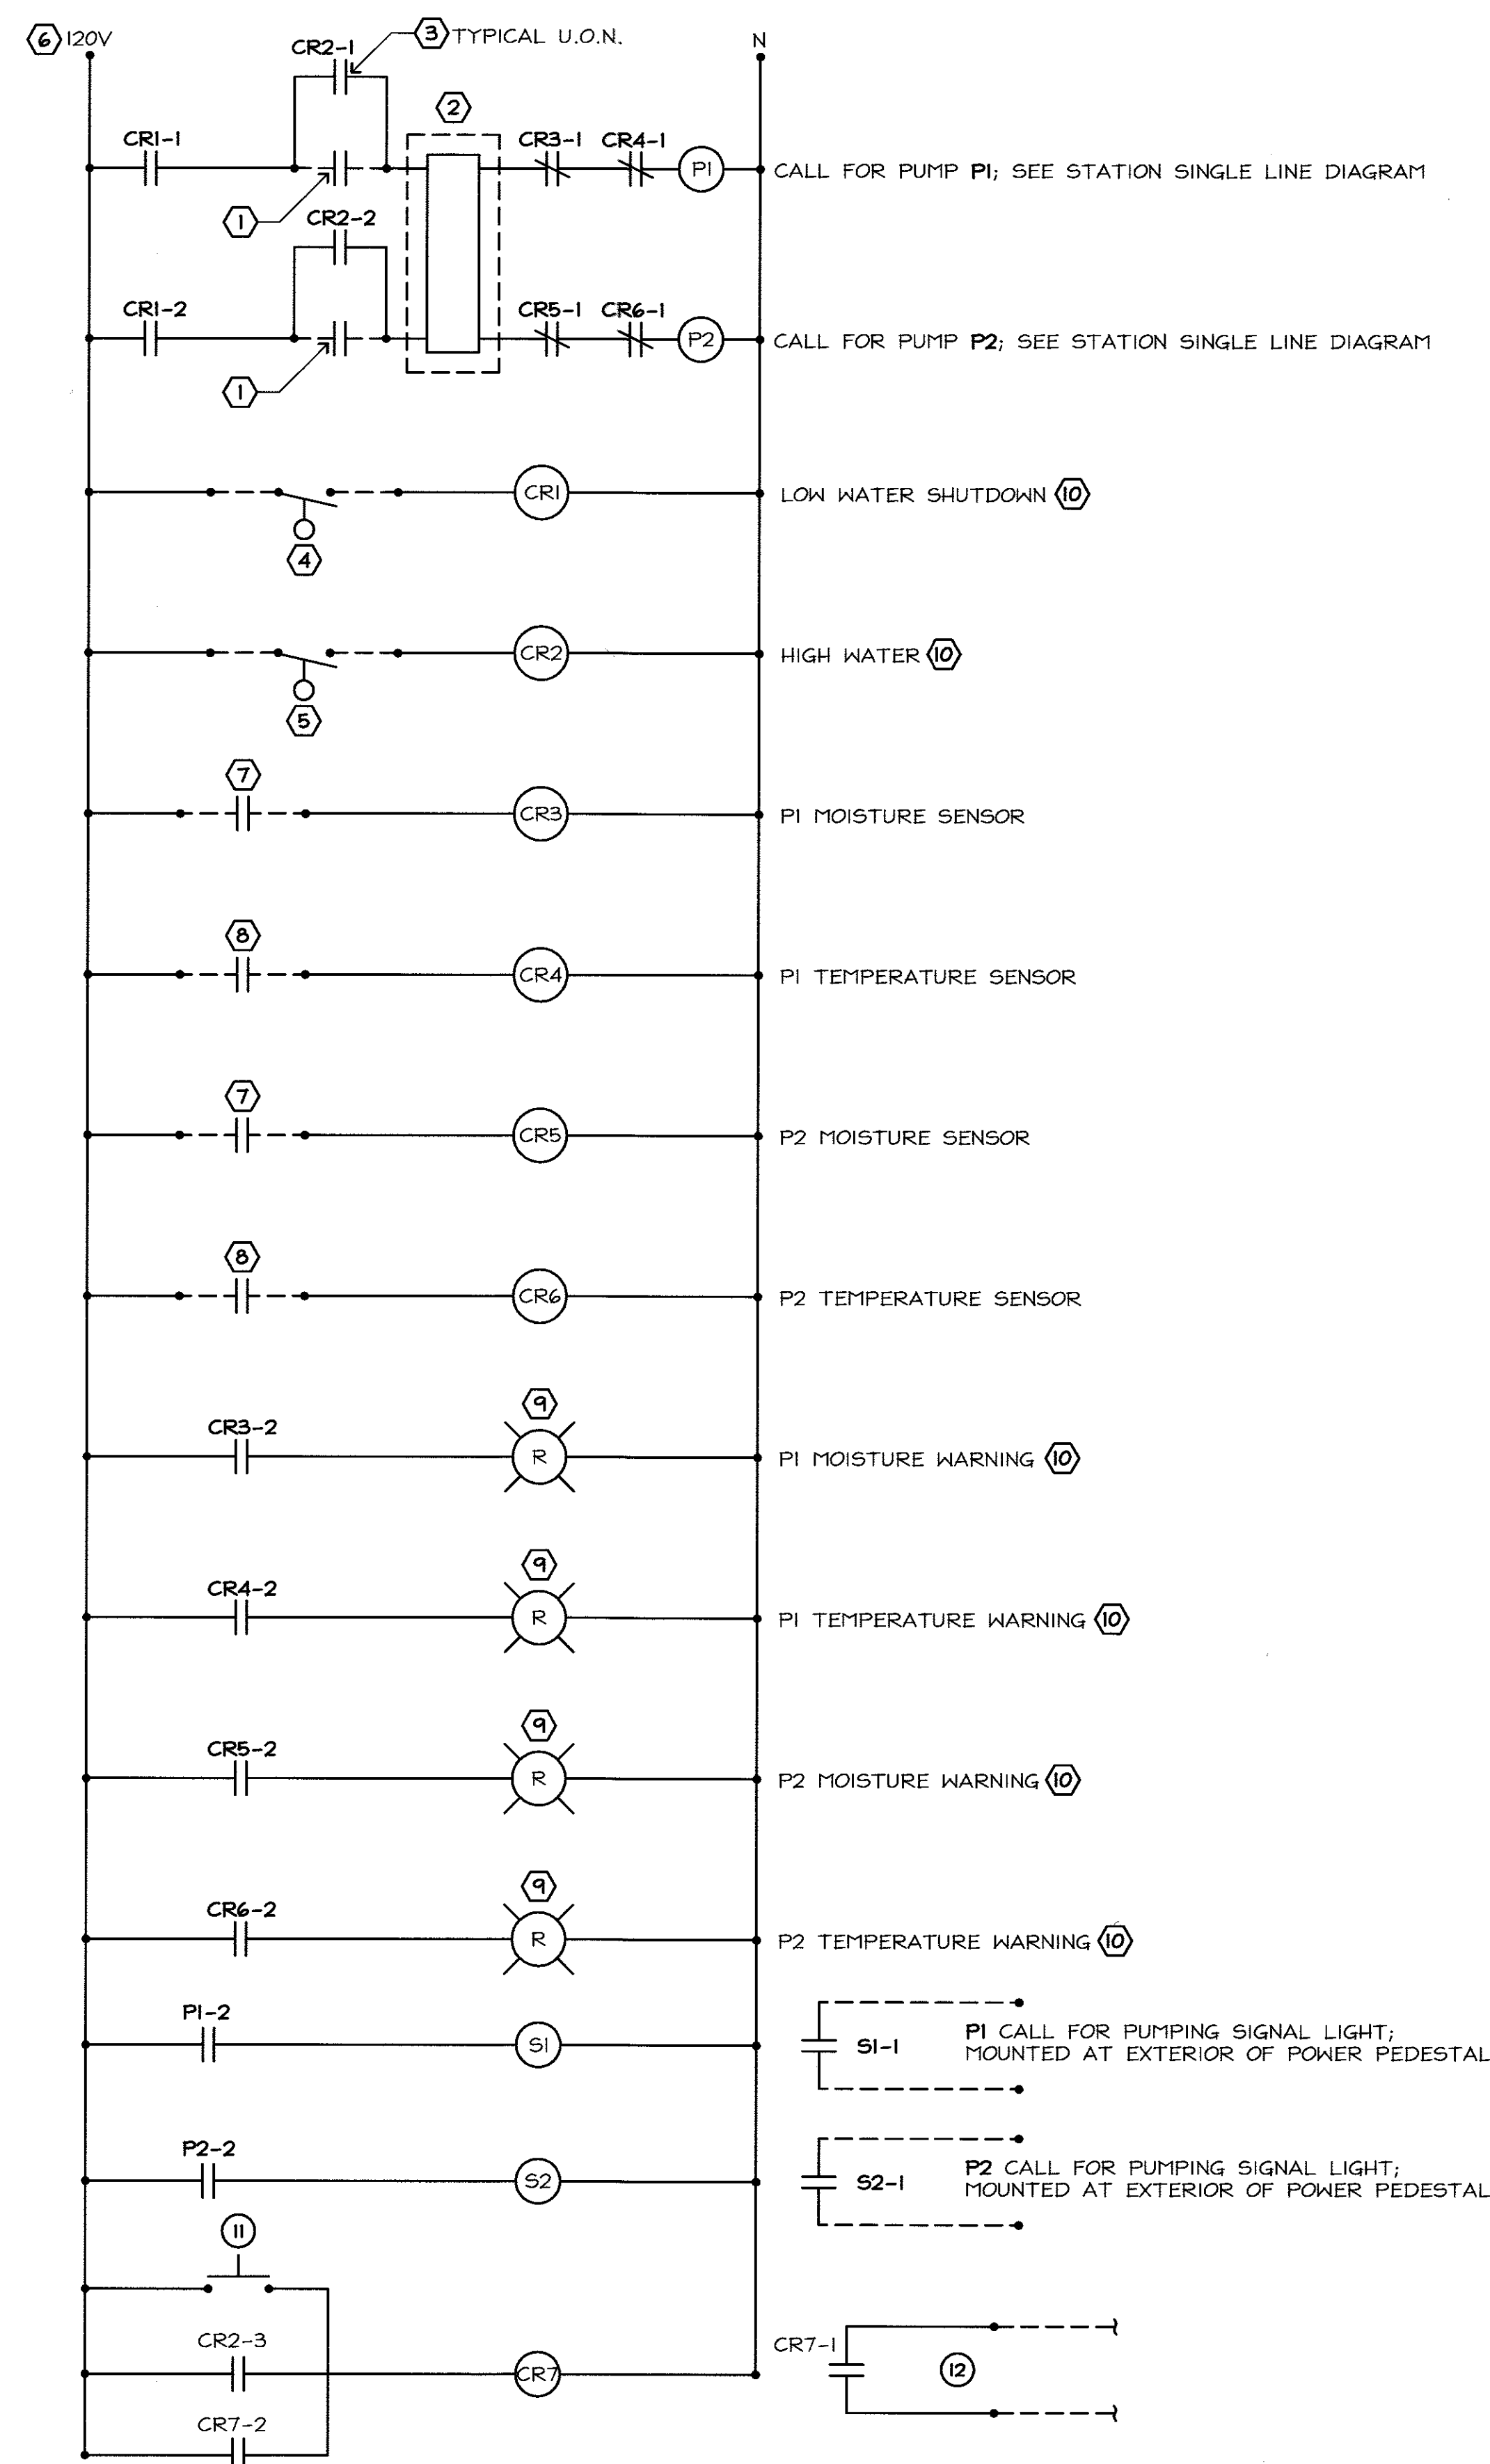 6 120V
CR2-1
3 TYPICAL U.O.N.
N
2
CR1-1
CR3-1 CR4-1
P1
CALL FOR PUMP P1; SEE STATION SINGLE LINE DIAGRAM
1
CR2-2
CR1-2
CR5-1 CR6-1
P2
CALL FOR PUMP P2; SEE STATION SINGLE LINE DIAGRAM
1
CR1
LOW WATER SHUTDOWN 10
4
CR2
HIGH WATER 10
5
7
CR3
P1 MOISTURE SENSOR
8
CR4
P1 TEMPERATURE SENSOR
7
CR5
P2 MOISTURE SENSOR
8
CR6
P2 TEMPERATURE SENSOR
9
CR3-2
R
P1 MOISTURE WARNING 10
9
CR4-2
R
P1 TEMPERATURE WARNING 10
9
CR5-2
R
P2 MOISTURE WARNING 10
9
CR6-2
R
P2 TEMPERATURE WARNING 10
P1-2
S1
S1-1
P1 CALL FOR PUMPING SIGNAL LIGHT;
MOUNTED AT EXTERIOR OF POWER PEDESTAL
P2-2
S2
S2-1
P2 CALL FOR PUMPING SIGNAL LIGHT;
MOUNTED AT EXTERIOR OF POWER PEDESTAL
11
CR2-3
CR7
CR7-1
12
CR7-2